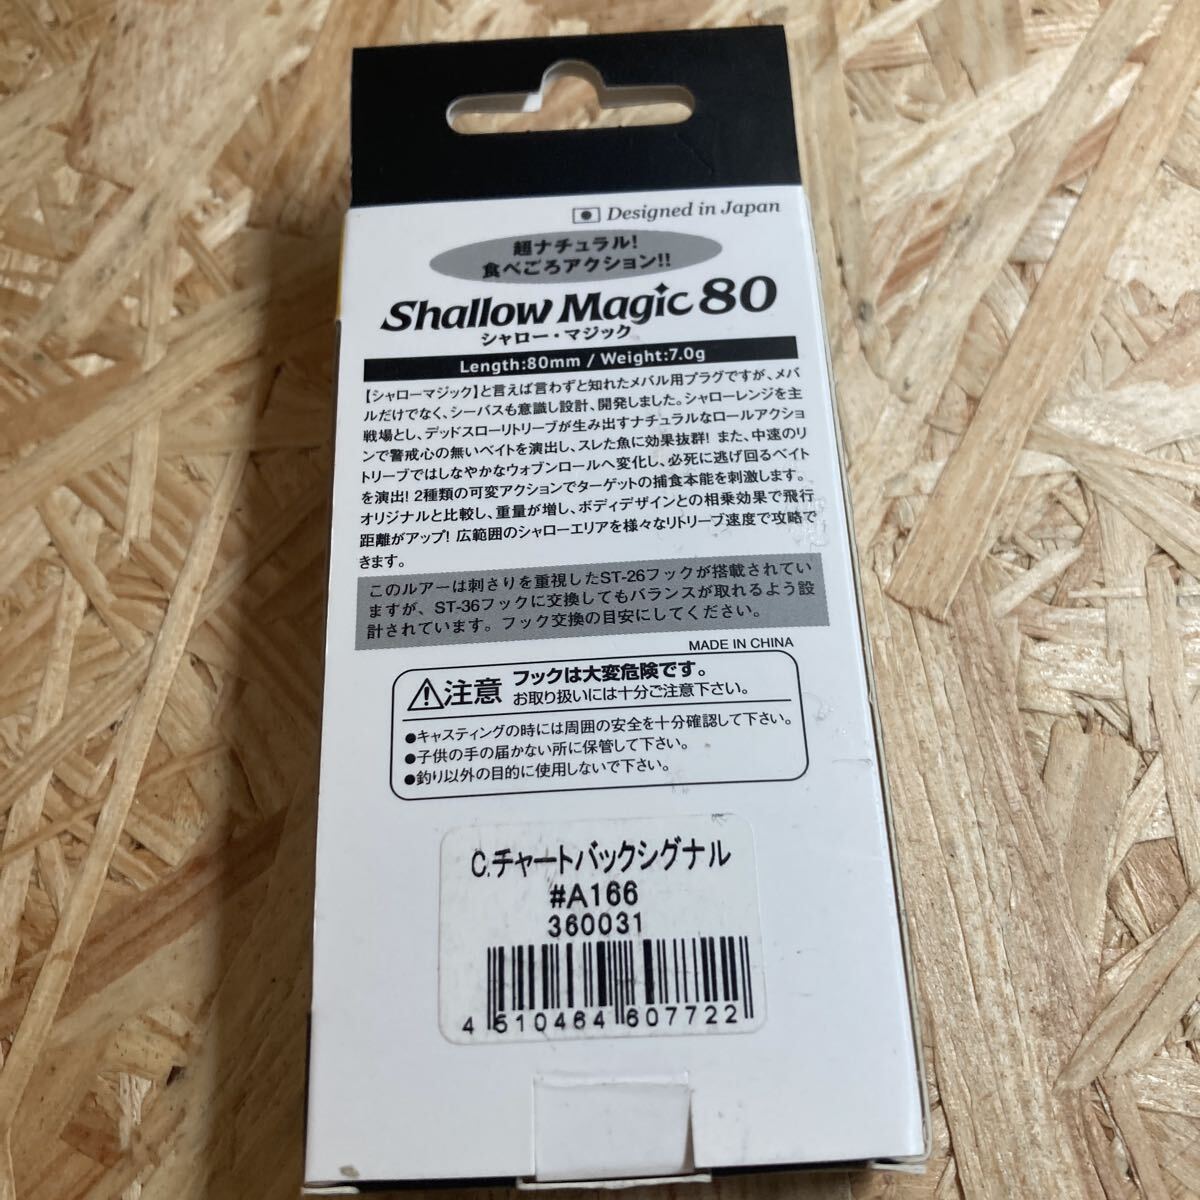 Designed in Japan
超ナチュラル!
食べごろアクション!!
Shallow Magic 80
シャロー・マジック
Length:80mm / Weight:7.0g
【シャローマジック】と言えば言わずと知れたメバル用プラグですが、メバ
ルだけでなく、シーバスも意識し設計、開発しました。シャローレンジを主
戦場とし、デッドスローリトリーブが生み出すナチュラルなロールアクショ
ンで警戒心の無いベイトを演出し、スレた魚に効果抜群! また、中速のリ
トリーブではしなやかなウォブンロールへ変化し、必死に逃げ回るベイト
を演出! 2種類の可変アクションでターゲットの捕食本能を刺激します。
オリジナルと比較し、重量が増し、ボディデザインとの相乗効果で飛行
距離がアップ! 広範囲のシャローエリアを様々なリトリーブ速度で攻略で
きます。
このルアーは刺さりを重視したST-26フックが搭載されてい
ますが、ST-36フックに交換してもバランスが取れるよう設
計されています。フック交換の目安にしてください。
MADE IN CHINA
注意 フックは大変危険です。
お取り扱いには十分ご注意下さい。
●キャスティングの時には周囲の安全を十分確認して下さい。
●子供の手の届かない所に保管して下さい。
●釣り以外の目的に使用しないで下さい。
C.チャートバックシグナル
#A166
360031
4 510464 607722